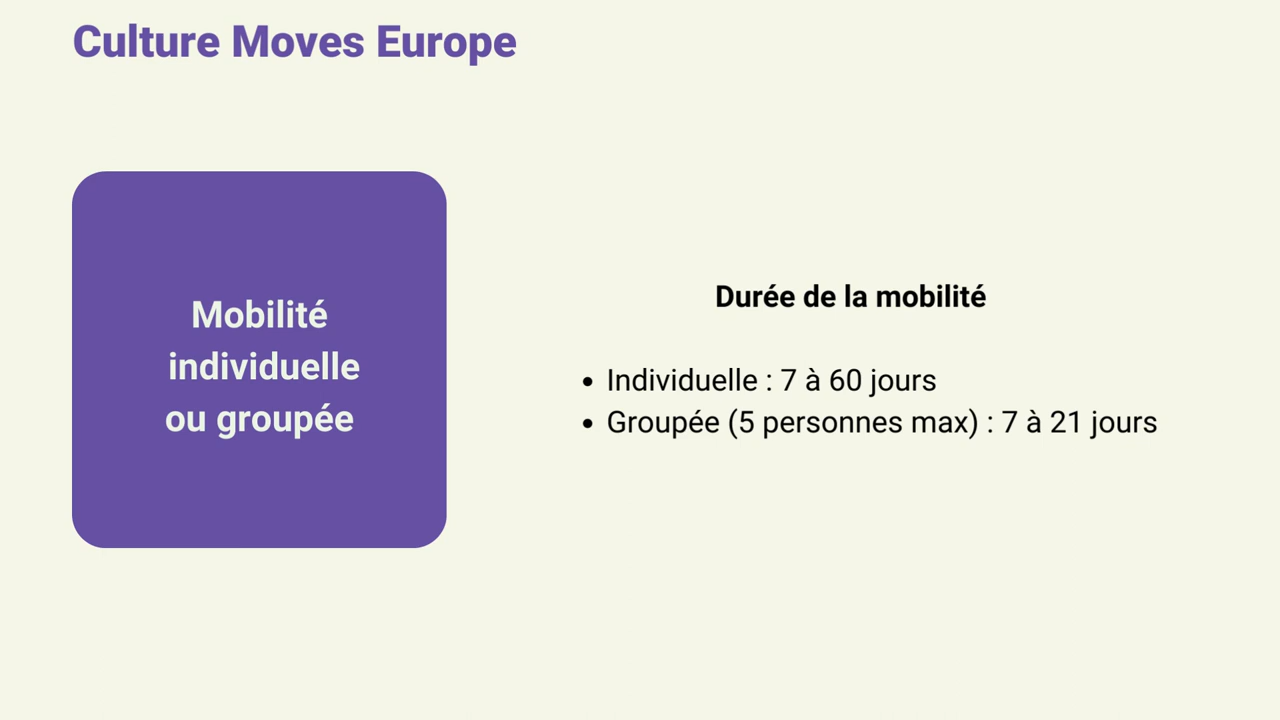 Culture Moves Europe
Mobilité
individuelle
ou groupée
Durée de la mobilité
• Individuelle : 7 à 60 jours
• Groupée (5 personnes max) : 7 à 21 jours